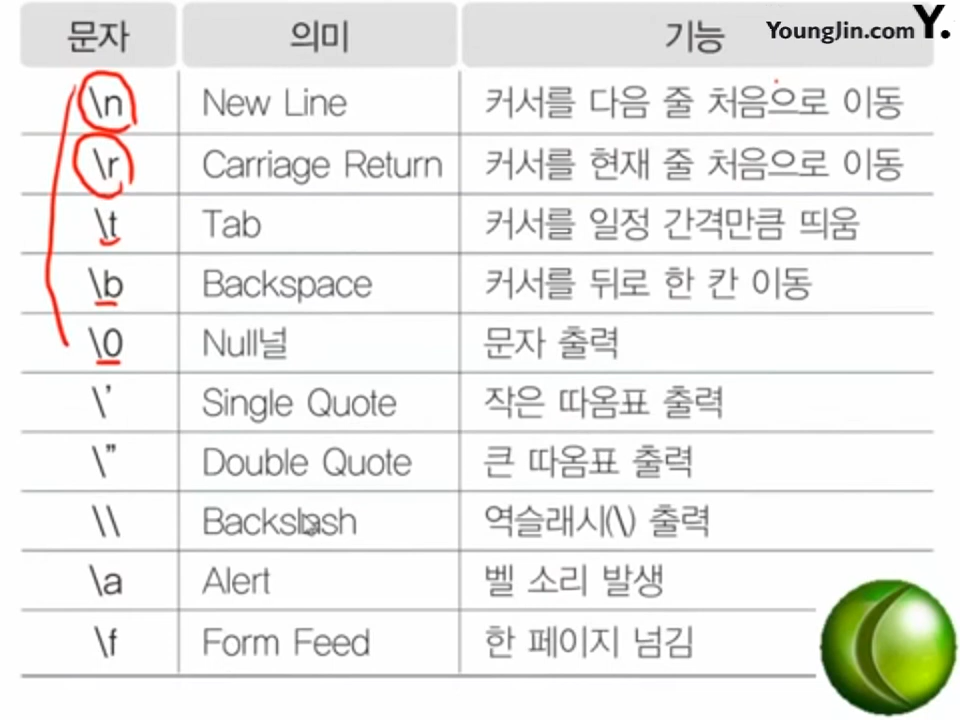 문자 의미 기능 YoungJin.com Y.
\n New Line 커서를 다음 줄 처음으로 이동
\r Carriage Return 커서를 현재 줄 처음으로 이동
\t Tab 커서를 일정 간격만큼 띄움
\b Backspace 커서를 뒤로 한 칸 이동
\0 Null널 문자 출력
\’ Single Quote 작은 따옴표 출력
\” Double Quote 큰 따옴표 출력
\\ Backslash 역슬래시(\) 출력
\a Alert 벨 소리 발생
\f Form Feed 한 페이지 넘김